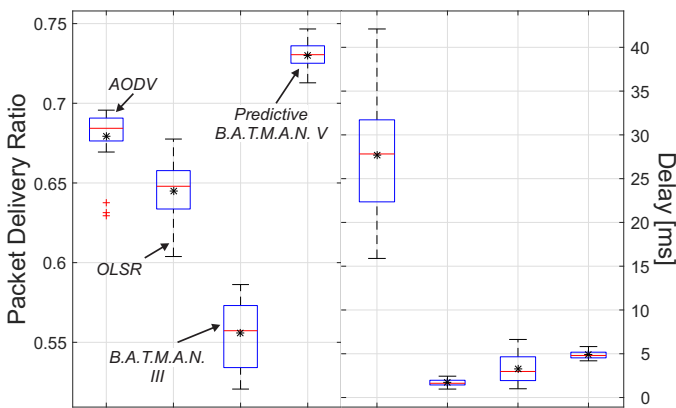 Packet Delivery Ratio
0.75
0.7
0.65
0.6
0.55
AODV
OLSR
B.A.T.M.A.N.
III
Predictive
B.A.T.M.A.N. V
40
35
30
25
20
15
10
5
0
Delay [ms]